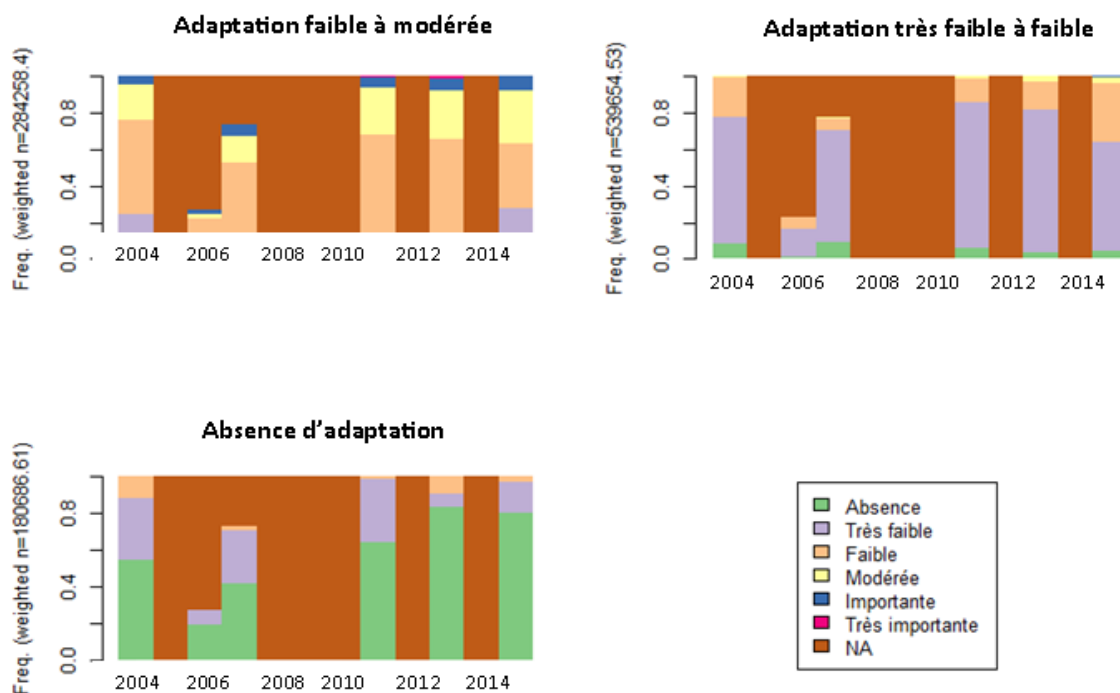 Adaptation faible à modérée
Freq. (weighted n=284258.4)
0.8
0.4
0.0
2004 2006 2008 2010 2012 2014
Adaptation très faible à faible
Freq. (weighted n=539654.53)
0.8
0.4
0.0
2004 2006 2008 2010 2012 2014
Absence d'adaptation
Freq. (weighted n=180686.61)
0.8
0.4
0.0
2004 2006 2008 2010 2012 2014
Absence
Très faible
Faible
Modérée
Importante
Très importante
NA